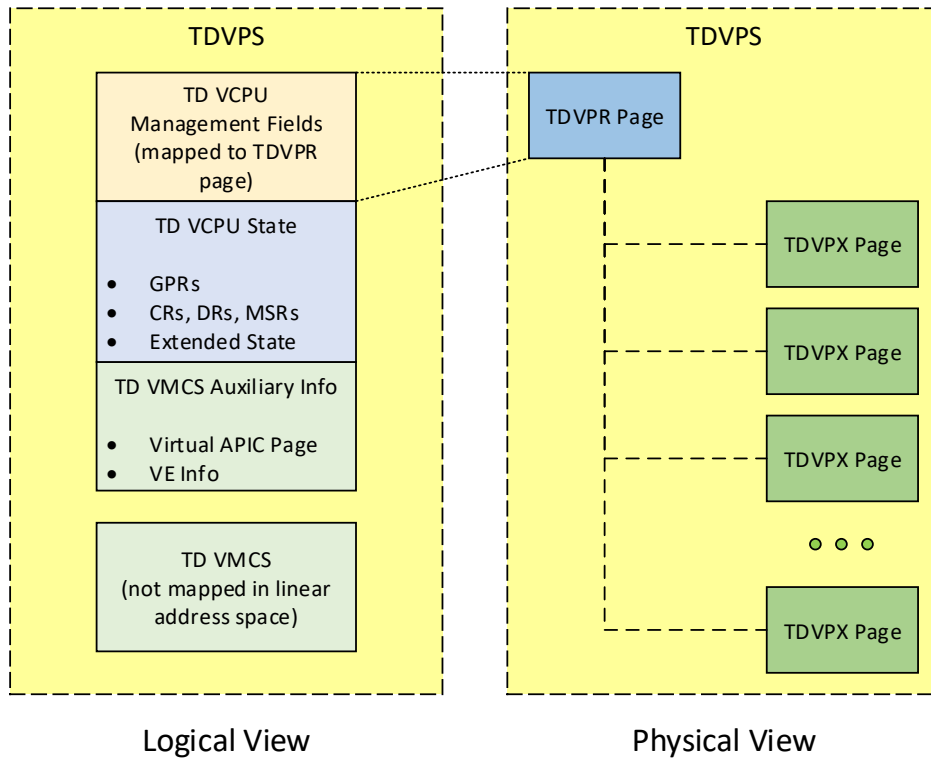 TDVPS
TD VCPU
Management Fields
(mapped to TDVPR
page)
TD VCPU State
• GPRs
• CRs, DRs, MSRs
• Extended State
TD VMCS Auxiliary Info
• Virtual APIC Page
• VE Info
TD VMCS
(not mapped in linear
address space)
Logical View
TDVPS
TDVPR Page
TDVPX Page
TDVPX Page
TDVPX Page
TDVPX Page
Physical View